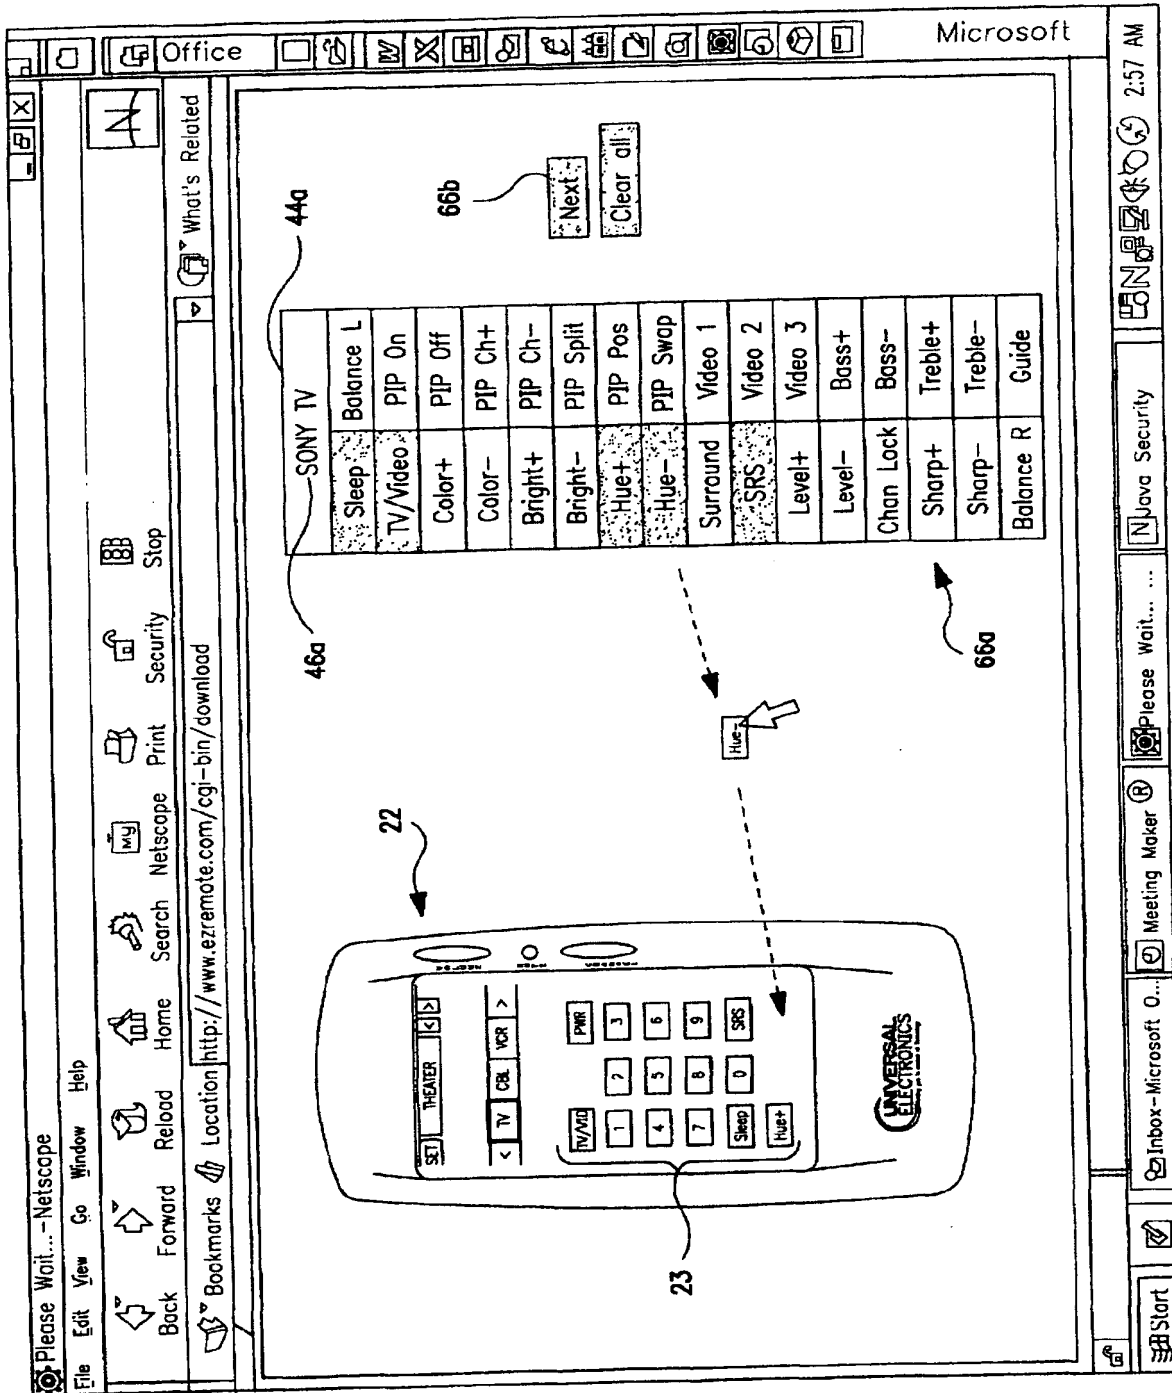 Please Wait...-Netscape
File Edit View Go Window Help
Back Forward Reload Home Search Netscape Print Security Stop
My
N
Bookmarks Location http://www.ezremote.com/cgi-bin/download What's Related
Office
W
X
Microsoft
22
23
SET THEATER < >
< TV CBL VCR >
TV/VID PWR
1 2 3
4 5 6
7 8 9
Sleep 0 SRS
Hue+
UNIVERSAL
ELECTRONICS
Hue-
46a
44a
SONY TV
Sleep Balance L
TV/Video PIP On
Color+ PIP Off
Color- PIP Ch+
Bright+ PIP Ch-
Bright- PIP Split
Hue+ PIP Pos
Hue- PIP Swap
Surround Video 1
SRS Video 2
Level+ Video 3
Level- Bass+
Chan Lock Bass-
Sharp+ Treble+
Sharp- Treble-
Balance R Guide
66a
66b
Next
Clear all
Start Inbox-Microsoft O... Meeting Maker ® Please Wait... ... N Java Security 2:57 AM